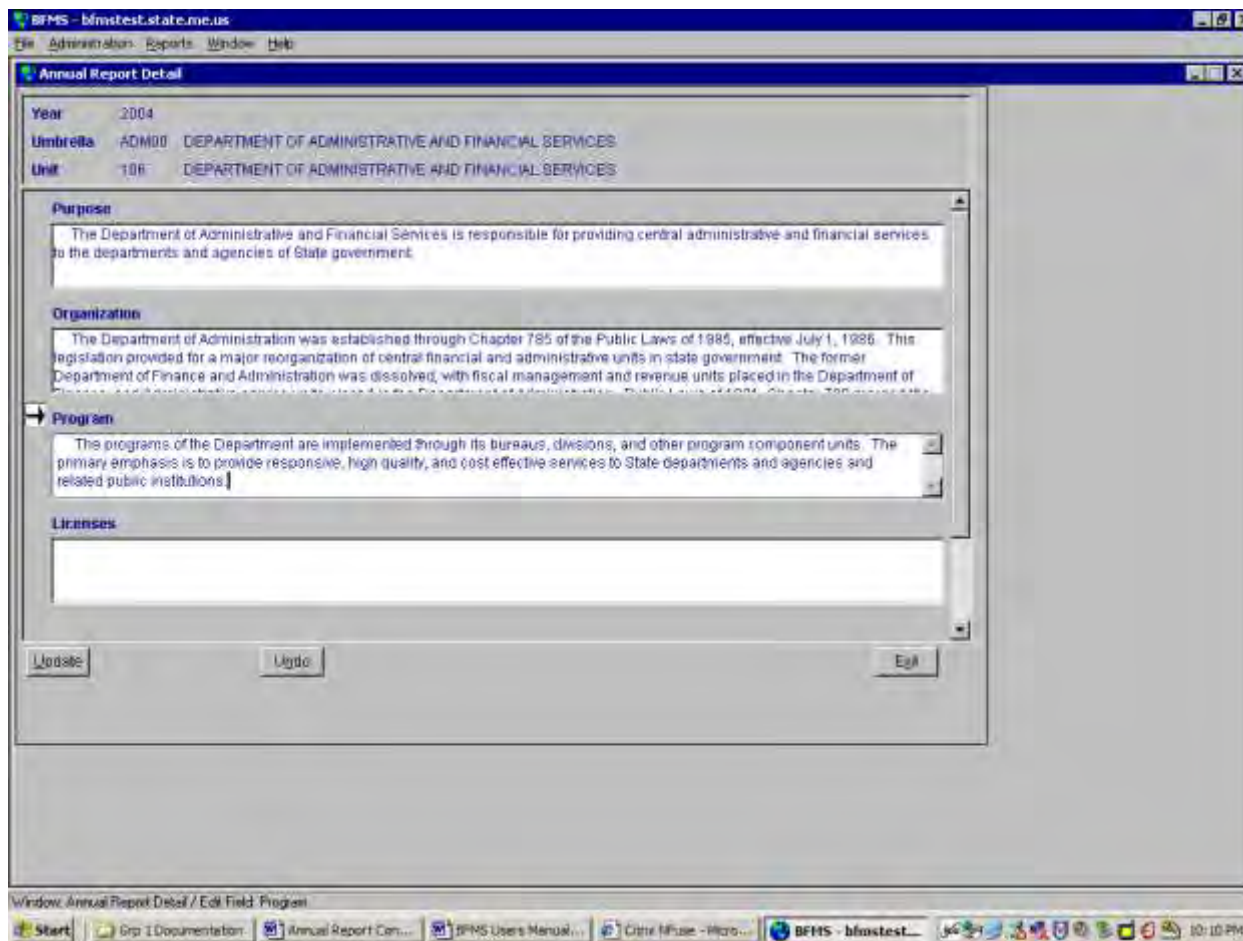 BFMS - bfmstest.state.me.us
File Administration Reports Window Help
Annual Report Detail
Year 2004
Umbrella ADM00 DEPARTMENT OF ADMINISTRATIVE AND FINANCIAL SERVICES
Unit 106 DEPARTMENT OF ADMINISTRATIVE AND FINANCIAL SERVICES
Purpose
The Department of Administrative and Financial Services is responsible for providing central administrative and financial services
to the departments and agencies of State government.
Organization
The Department of Administration was established through Chapter 785 of the Public Laws of 1985, effective July 1, 1986. This
legislation provided for a major reorganization of central financial and administrative units in state government. The former
Department of Finance and Administration was dissolved, with fiscal management and revenue units placed in the Department of
Program
The programs of the Department are implemented through its bureaus, divisions, and other program component units. The
primary emphasis is to provide responsive, high quality, and cost effective services to State departments and agencies and
related public institutions.
Licenses
Update Undo Exit
Window: Annual Report Detail / Edit Field: Program
Start Grp 1 Documentation Annual Report Con... BFMS Users Manual... Citrix NFuse - Micro... BFMS - bfmstest... 10:10 PM